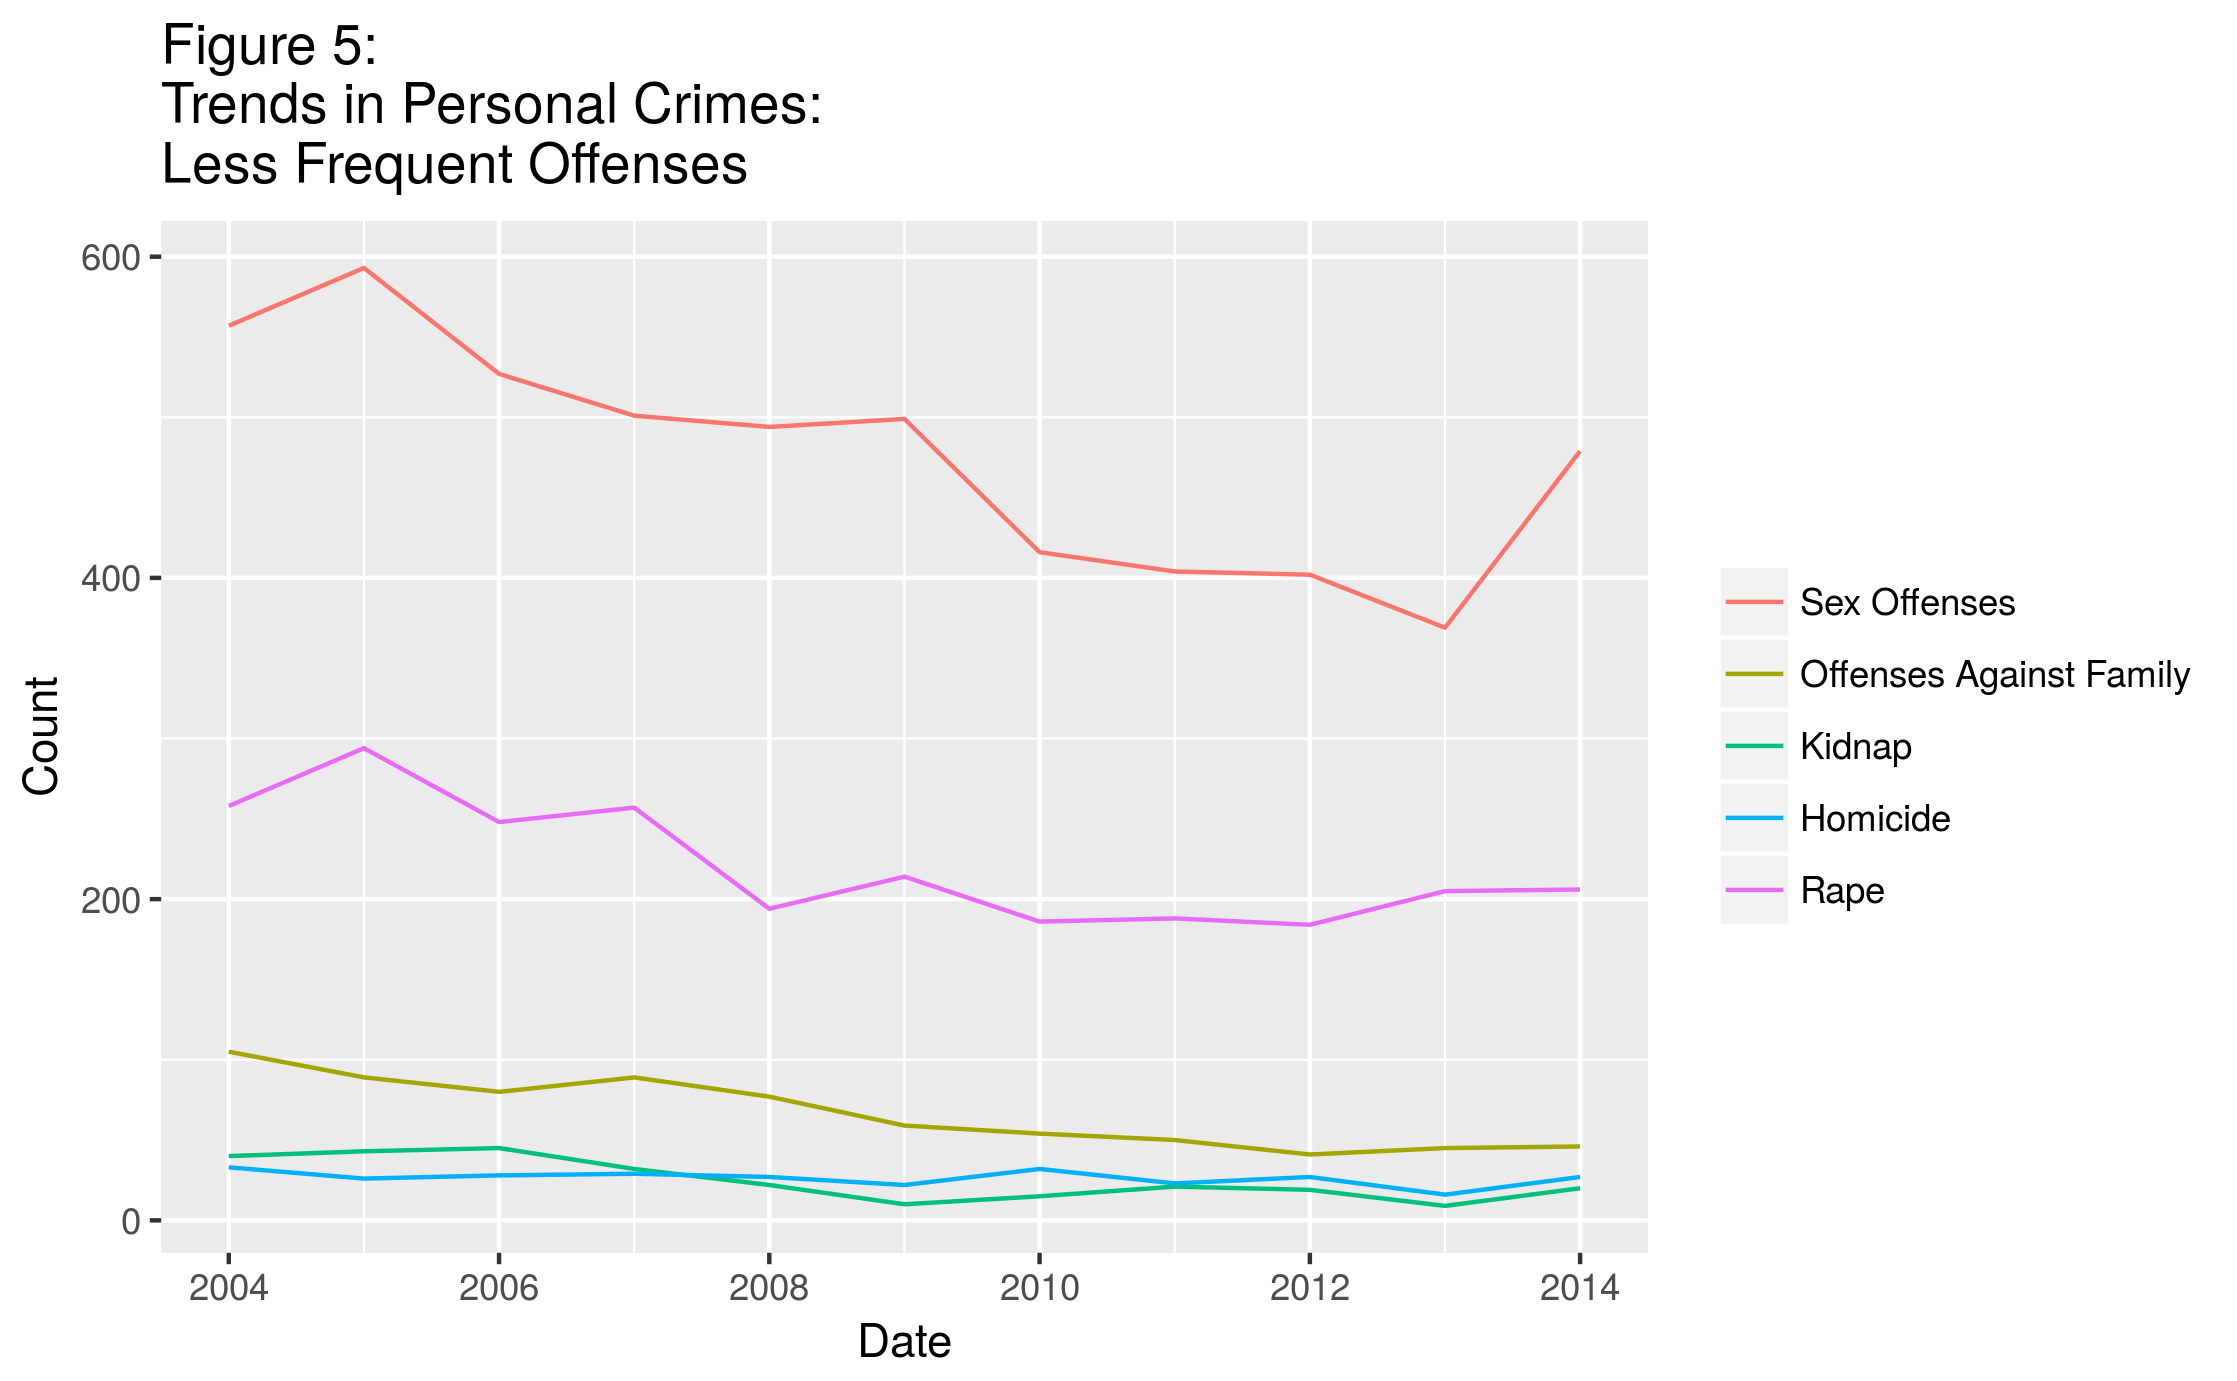 Figure 5:
Trends in Personal Crimes:
Less Frequent Offenses
600
400
200
0
Count
2004
2006
2008
2010
2012
2014
Date
Sex Offenses
Offenses Against Family
Kidnap
Homicide
Rape